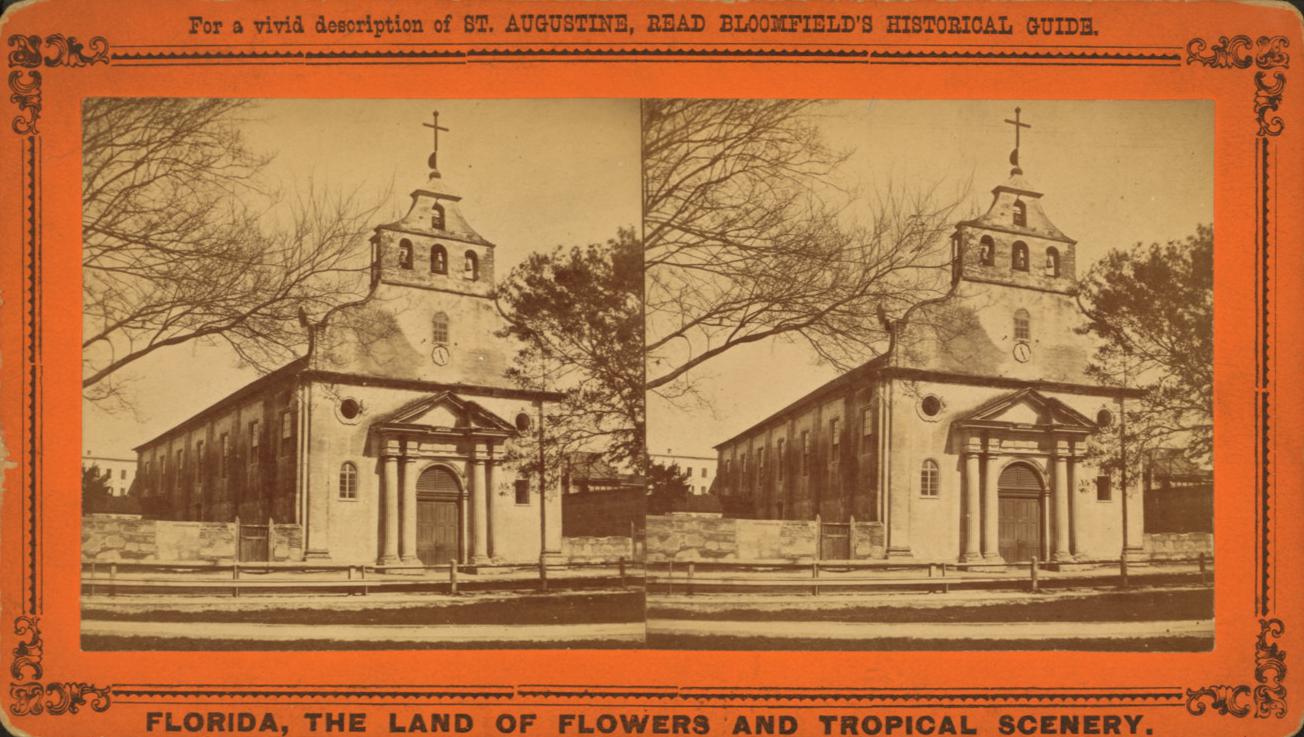 For a vivid description of ST. AUGUSTINE, READ BLOOMFIELD'S HISTORICAL GUIDE.
FLORIDA, THE LAND OF FLOWERS AND TROPICAL SCENERY.